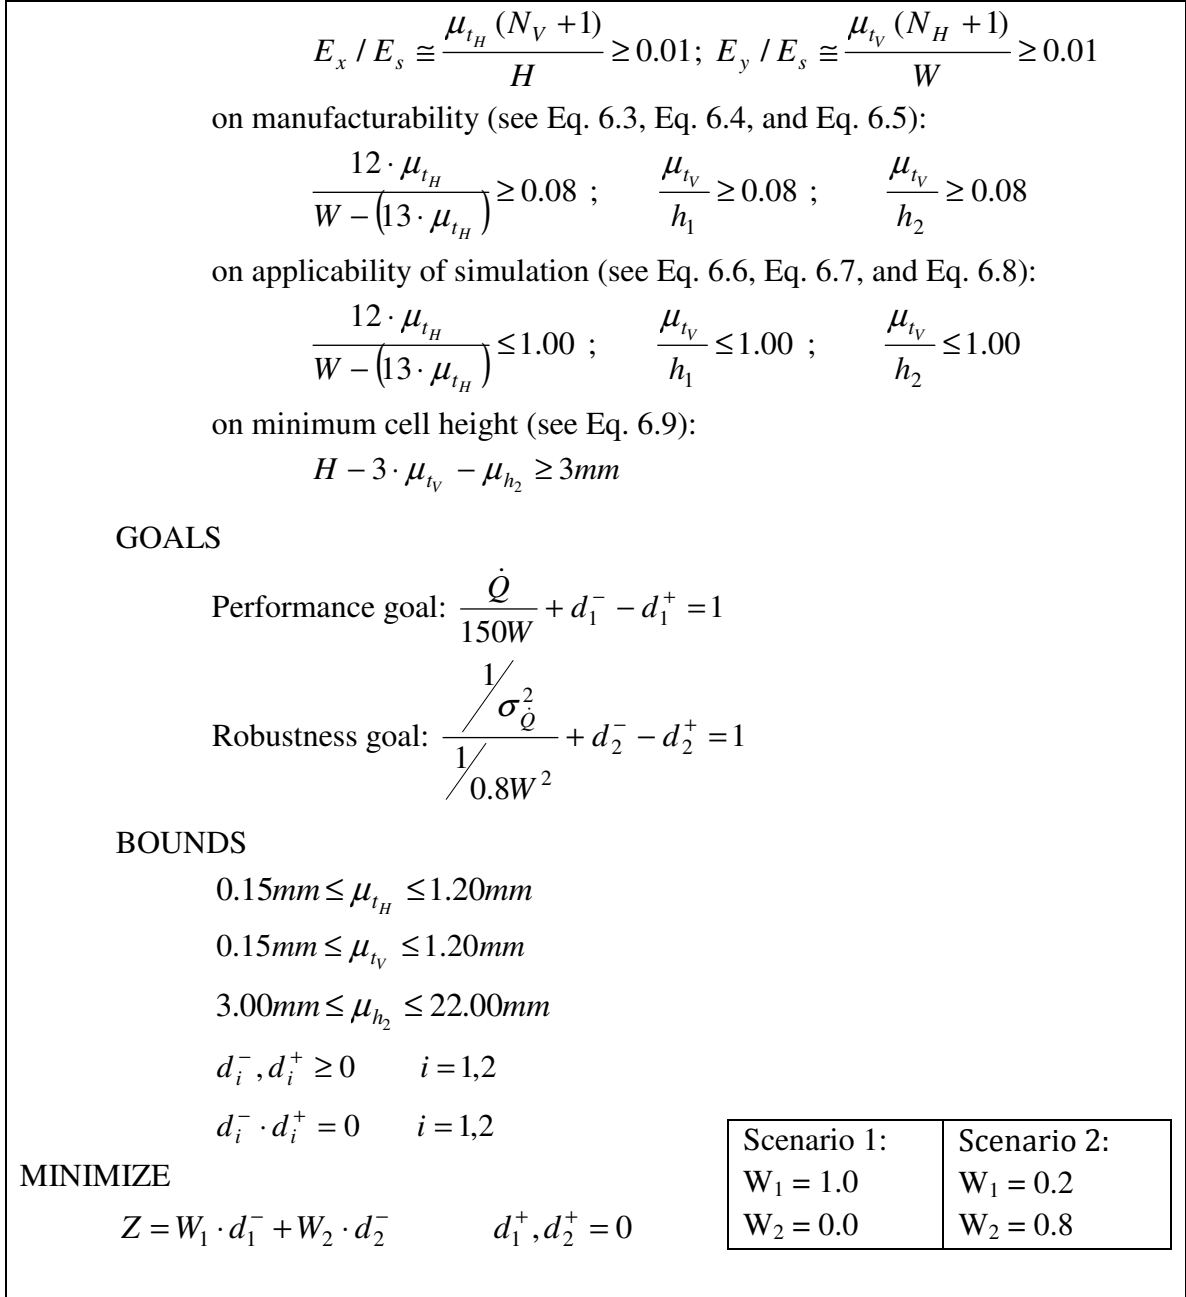 E_x / E_s ≅ μ_{t_H} (N_V + 1) / H ≥ 0.01; E_y / E_s ≅ μ_{t_V} (N_H + 1) / W ≥ 0.01
on manufacturability (see Eq. 6.3, Eq. 6.4, and Eq. 6.5):
12 · μ_{t_H} / W − (13 · μ_{t_H}) ≥ 0.08 ; μ_{t_V} / h_1 ≥ 0.08 ; μ_{t_V} / h_2 ≥ 0.08
on applicability of simulation (see Eq. 6.6, Eq. 6.7, and Eq. 6.8):
12 · μ_{t_H} / W − (13 · μ_{t_H}) ≤ 1.00 ; μ_{t_V} / h_1 ≤ 1.00 ; μ_{t_V} / h_2 ≤ 1.00
on minimum cell height (see Eq. 6.9):
H − 3 · μ_{t_V} − μ_{h_2} ≥ 3mm
GOALS
Performance goal: Q̇ / 150W + d_1^- − d_1^+ = 1
Robustness goal: 1/σ_Q̇^2 / 1/0.8W^2 + d_2^- − d_2^+ = 1
BOUNDS
0.15mm ≤ μ_{t_H} ≤ 1.20mm
0.15mm ≤ μ_{t_V} ≤ 1.20mm
3.00mm ≤ μ_{h_2} ≤ 22.00mm
d_i^-, d_i^+ ≥ 0 i = 1,2
d_i^- · d_i^+ = 0 i = 1,2
MINIMIZE
Z = W_1 · d_1^- + W_2 · d_2^- d_1^+, d_2^+ = 0
Scenario 1:
W_1 = 1.0
W_2 = 0.0
Scenario 2:
W_1 = 0.2
W_2 = 0.8